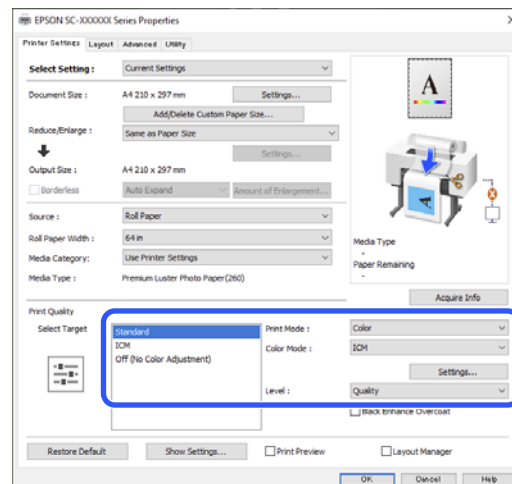 EPSON SC-XXXXXX Series Properties
Printer Settings Layout Advanced Utility
Select Setting : Current Settings
Document Size : A4 210 x 297 mm Settings...
Add/Delete Custom Paper Size...
Reduce/Enlarge : Same as Paper Size
Settings...
Output Size : A4 210 x 297 mm
Borderless Auto Expand Amount of Enlargement...
Source : Roll Paper
Roll Paper Width : 64 in
Media Category: Use Printer Settings
Media Type : Premium Luster Photo Paper(260)
A
A
Media Type
-
Paper Remaining
-
Acquire Info
Print Quality
Select Target
Standard
ICM
Off (No Color Adjustment)
Print Mode : Color
Color Mode : ICM
Settings...
Level : Quality
Black Enhance Overcoat
Restore Default Show Settings... Print Preview Layout Manager
OK Cancel Help